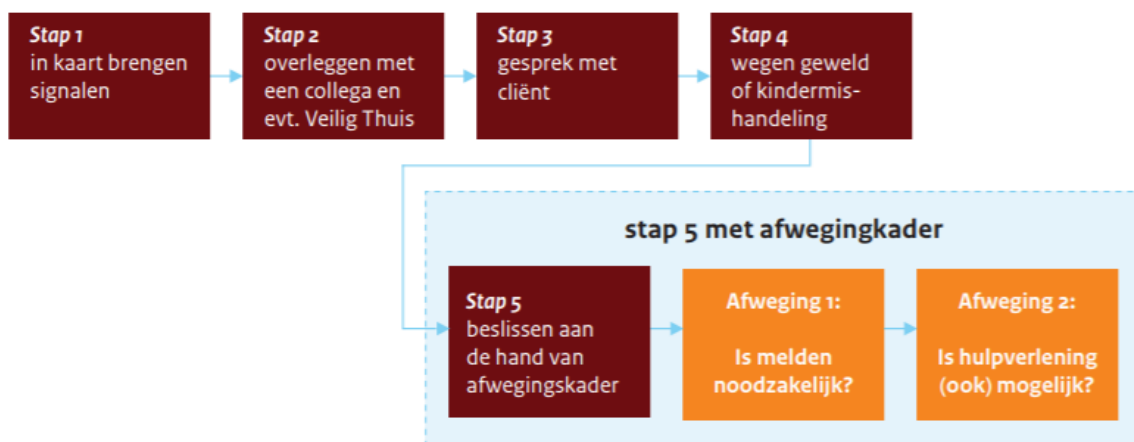 Stap 1
in kaart brengen
signalen
Stap 2
overleggen met
een collega en
evt. Veilig Thuis
Stap 3
gesprek met
cliënt
Stap 4
wegen geweld
of kindermis-
handeling
stap 5 met afwegingkader
Stap 5
beslissen aan
de hand van
afwegingskader
Afweging 1:
Is melden
noodzakelijk?
Afweging 2:
Is hulpverlening
(ook) mogelijk?